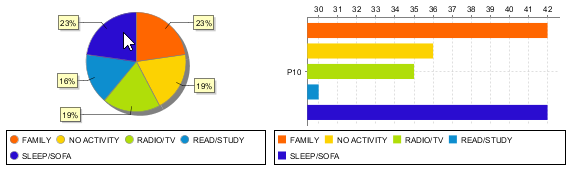 23%
23%
19%
16%
19%
FAMILY NO ACTIVITY RADIO/TV READ/STUDY
SLEEP/SOFA
30 31 32 33 34 35 36 37 38 39 40 41 42
P10
FAMILY NO ACTIVITY RADIO/TV READ/STUDY
SLEEP/SOFA